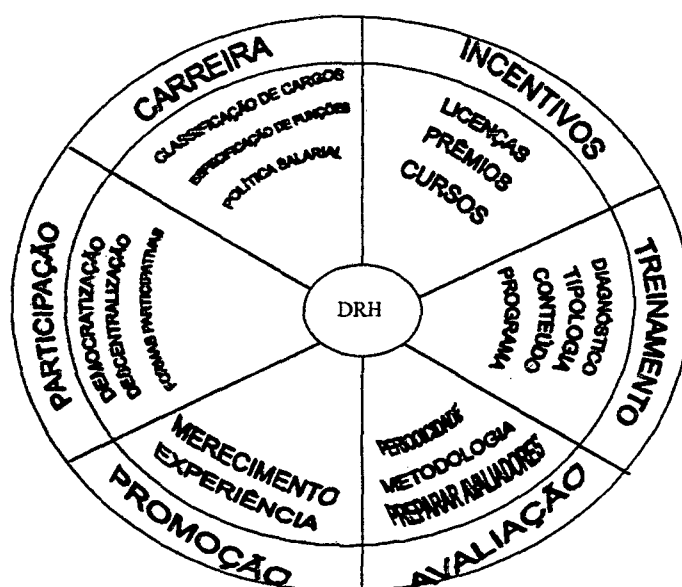 CARREIRA
CLASSIFICAÇÃO DE CARGOS
ESPECIFICAÇÃO DE FUNÇÕES
POLÍTICA SALARIAL
INCENTIVOS
LICENÇAS
PRÊMIOS
CURSOS
TREINAMENTO
DIAGNÓSTICO
TIPOLOGIA
CONTEÚDO
PROGRAMA
AVALIAÇÃO
PERIODICIDADE
METODOLOGIA
PREPARAR AVALIADORES
PROMOÇÃO
MERECIMENTO
EXPERIÊNCIA
PARTICIPAÇÃO
DEMOCRATIZAÇÃO
DESCENTRALIZAÇÃO
FORMAS PARTICIPATIVAS
DRH